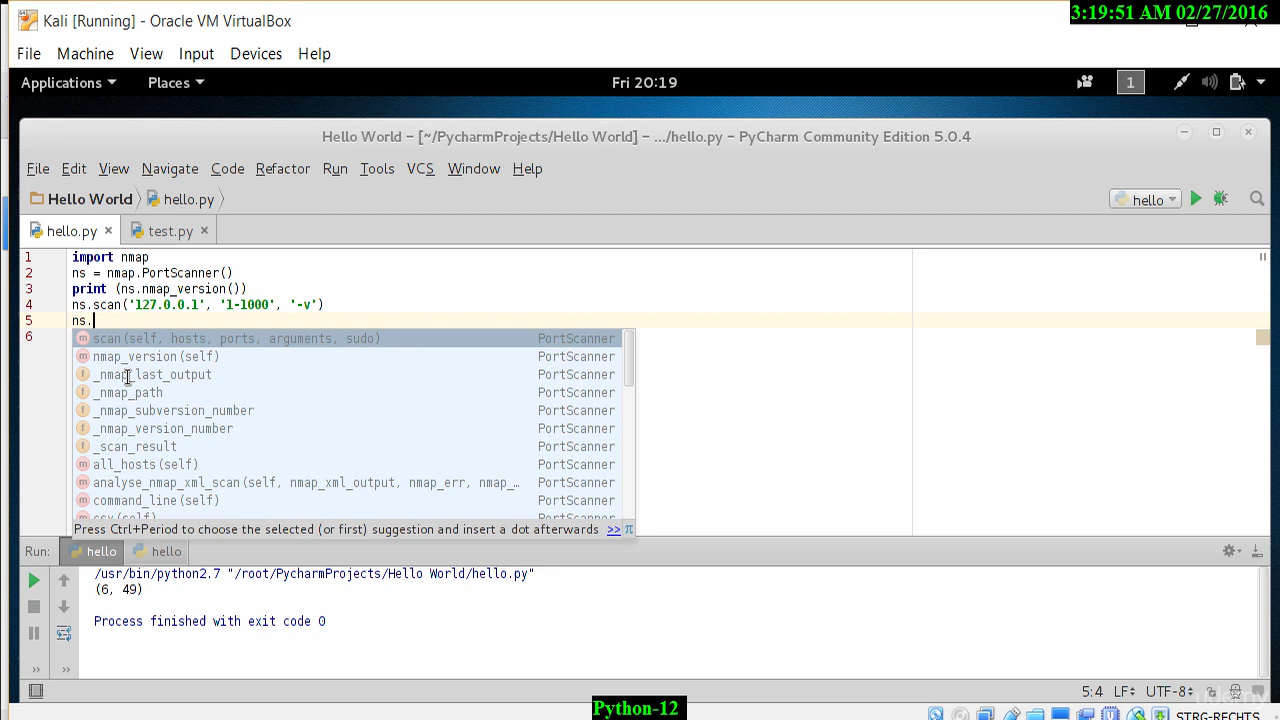 Kali [Running] - Oracle VM VirtualBox
3:19:51 AM 02/27/2016
File Machine View Input Devices Help
Applications Places Fri 20:19 1
Hello World – [~/PycharmProjects/Hello World] – .../hello.py – PyCharm Community Edition 5.0.4
File Edit View Navigate Code Refactor Run Tools VCS Window Help
Hello World hello.py hello
hello.py × test.py ×
1 import nmap
2 ns = nmap.PortScanner()
3 print (ns.nmap_version())
4 ns.scan('127.0.0.1', '1-1000', '-v')
5 ns.
6 m scan(self, hosts, ports, arguments, sudo) PortScanner
m nmap_version(self) PortScanner
f _nmap_last_output PortScanner
f _nmap_path PortScanner
f _nmap_subversion_number PortScanner
f _nmap_version_number PortScanner
f _scan_result PortScanner
m all_hosts(self) PortScanner
m analyse_nmap_xml_scan(self, nmap_xml_output, nmap_err, nmap_… PortScanner
m command_line(self) PortScanner
m csv(self) PortScanner
Press Ctrl+Period to choose the selected (or first) suggestion and insert a dot afterwards >> π
Run: hello hello
/usr/bin/python2.7 "/root/PycharmProjects/Hello World/hello.py"
(6, 49)
Process finished with exit code 0
5:4 LF UTF-8
udemy
Python-12
STRG-RECHTS